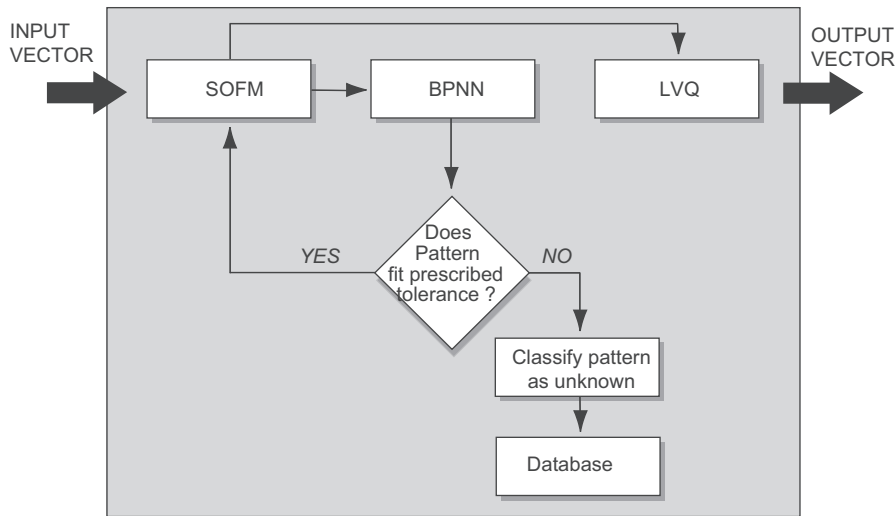 INPUT
VECTOR
OUTPUT
VECTOR
SOFM
BPNN
LVQ
Does
Pattern
fit prescribed
tolerance ?
YES
NO
Classify pattern
as unknown
Database